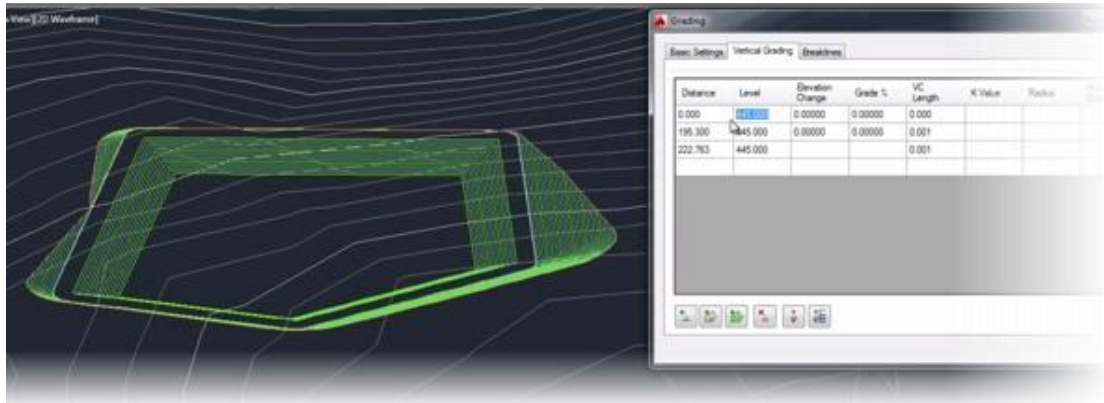 View][2D Wireframe]
Grading
Basic Settings Vertical Grading Breaklines
Distance Level Elevation Change Grade % VC Length K Value Radius
0.000 445.000 0.00000 0.00000 0.000
195.300 445.000 0.00000 0.00000 0.001
222.763 445.000 0.001